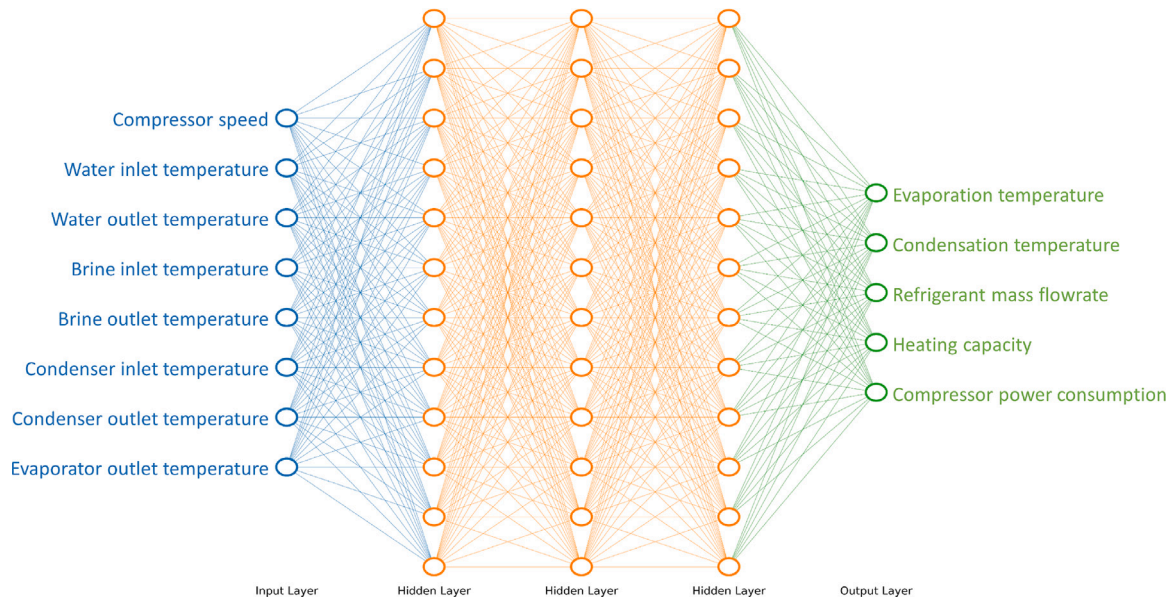 Compressor speed
Water inlet temperature
Water outlet temperature
Brine inlet temperature
Brine outlet temperature
Condenser inlet temperature
Condenser outlet temperature
Evaporator outlet temperature
Evaporation temperature
Condensation temperature
Refrigerant mass flowrate
Heating capacity
Compressor power consumption
Input Layer
Hidden Layer
Hidden Layer
Hidden Layer
Output Layer